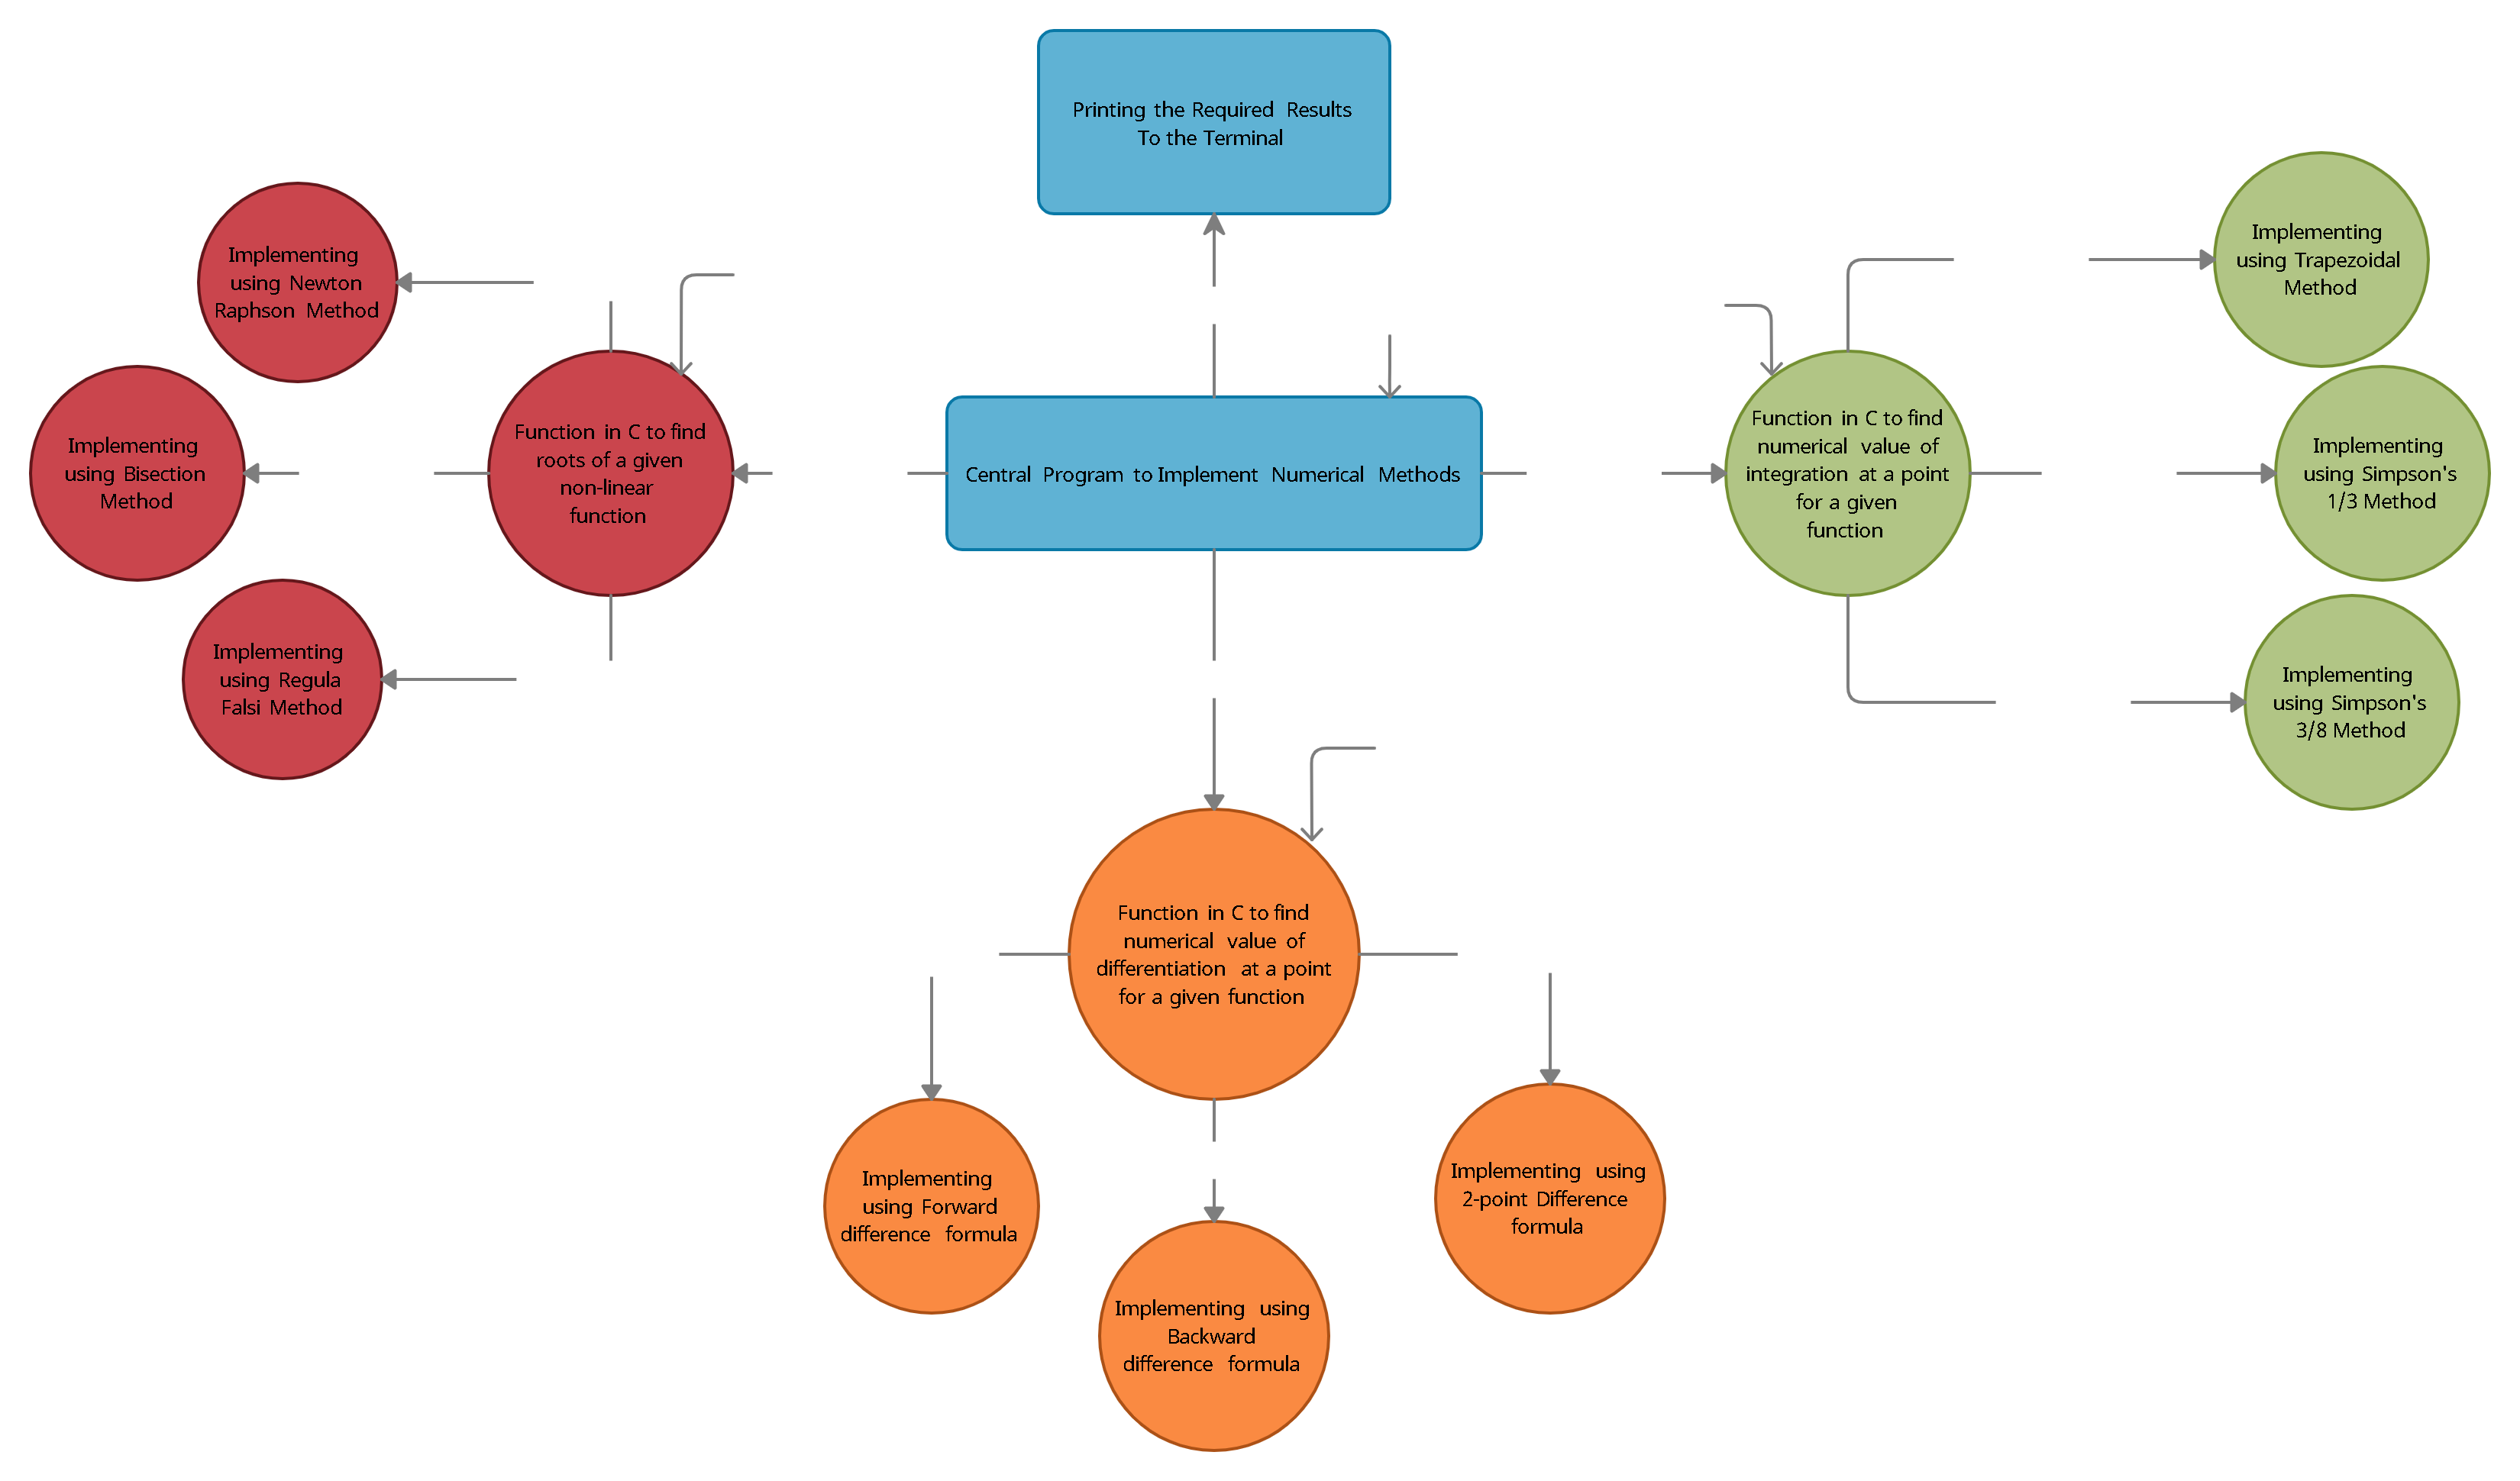 Printing the Required Results
To the Terminal
Implementing
using Newton
Raphson Method
Implementing
using Bisection
Method
Implementing
using Regula
Falsi Method
Function in C to find
roots of a given
non-linear
function
Central Program to Implement Numerical Methods
Function in C to find
numerical value of
integration at a point
for a given
function
Implementing
using Trapezoidal
Method
Implementing
using Simpson's
1/3 Method
Implementing
using Simpson's
3/8 Method
Function in C to find
numerical value of
differentiation at a point
for a given function
Implementing
using Forward
difference formula
Implementing using
Backward
difference formula
Implementing using
2-point Difference
formula